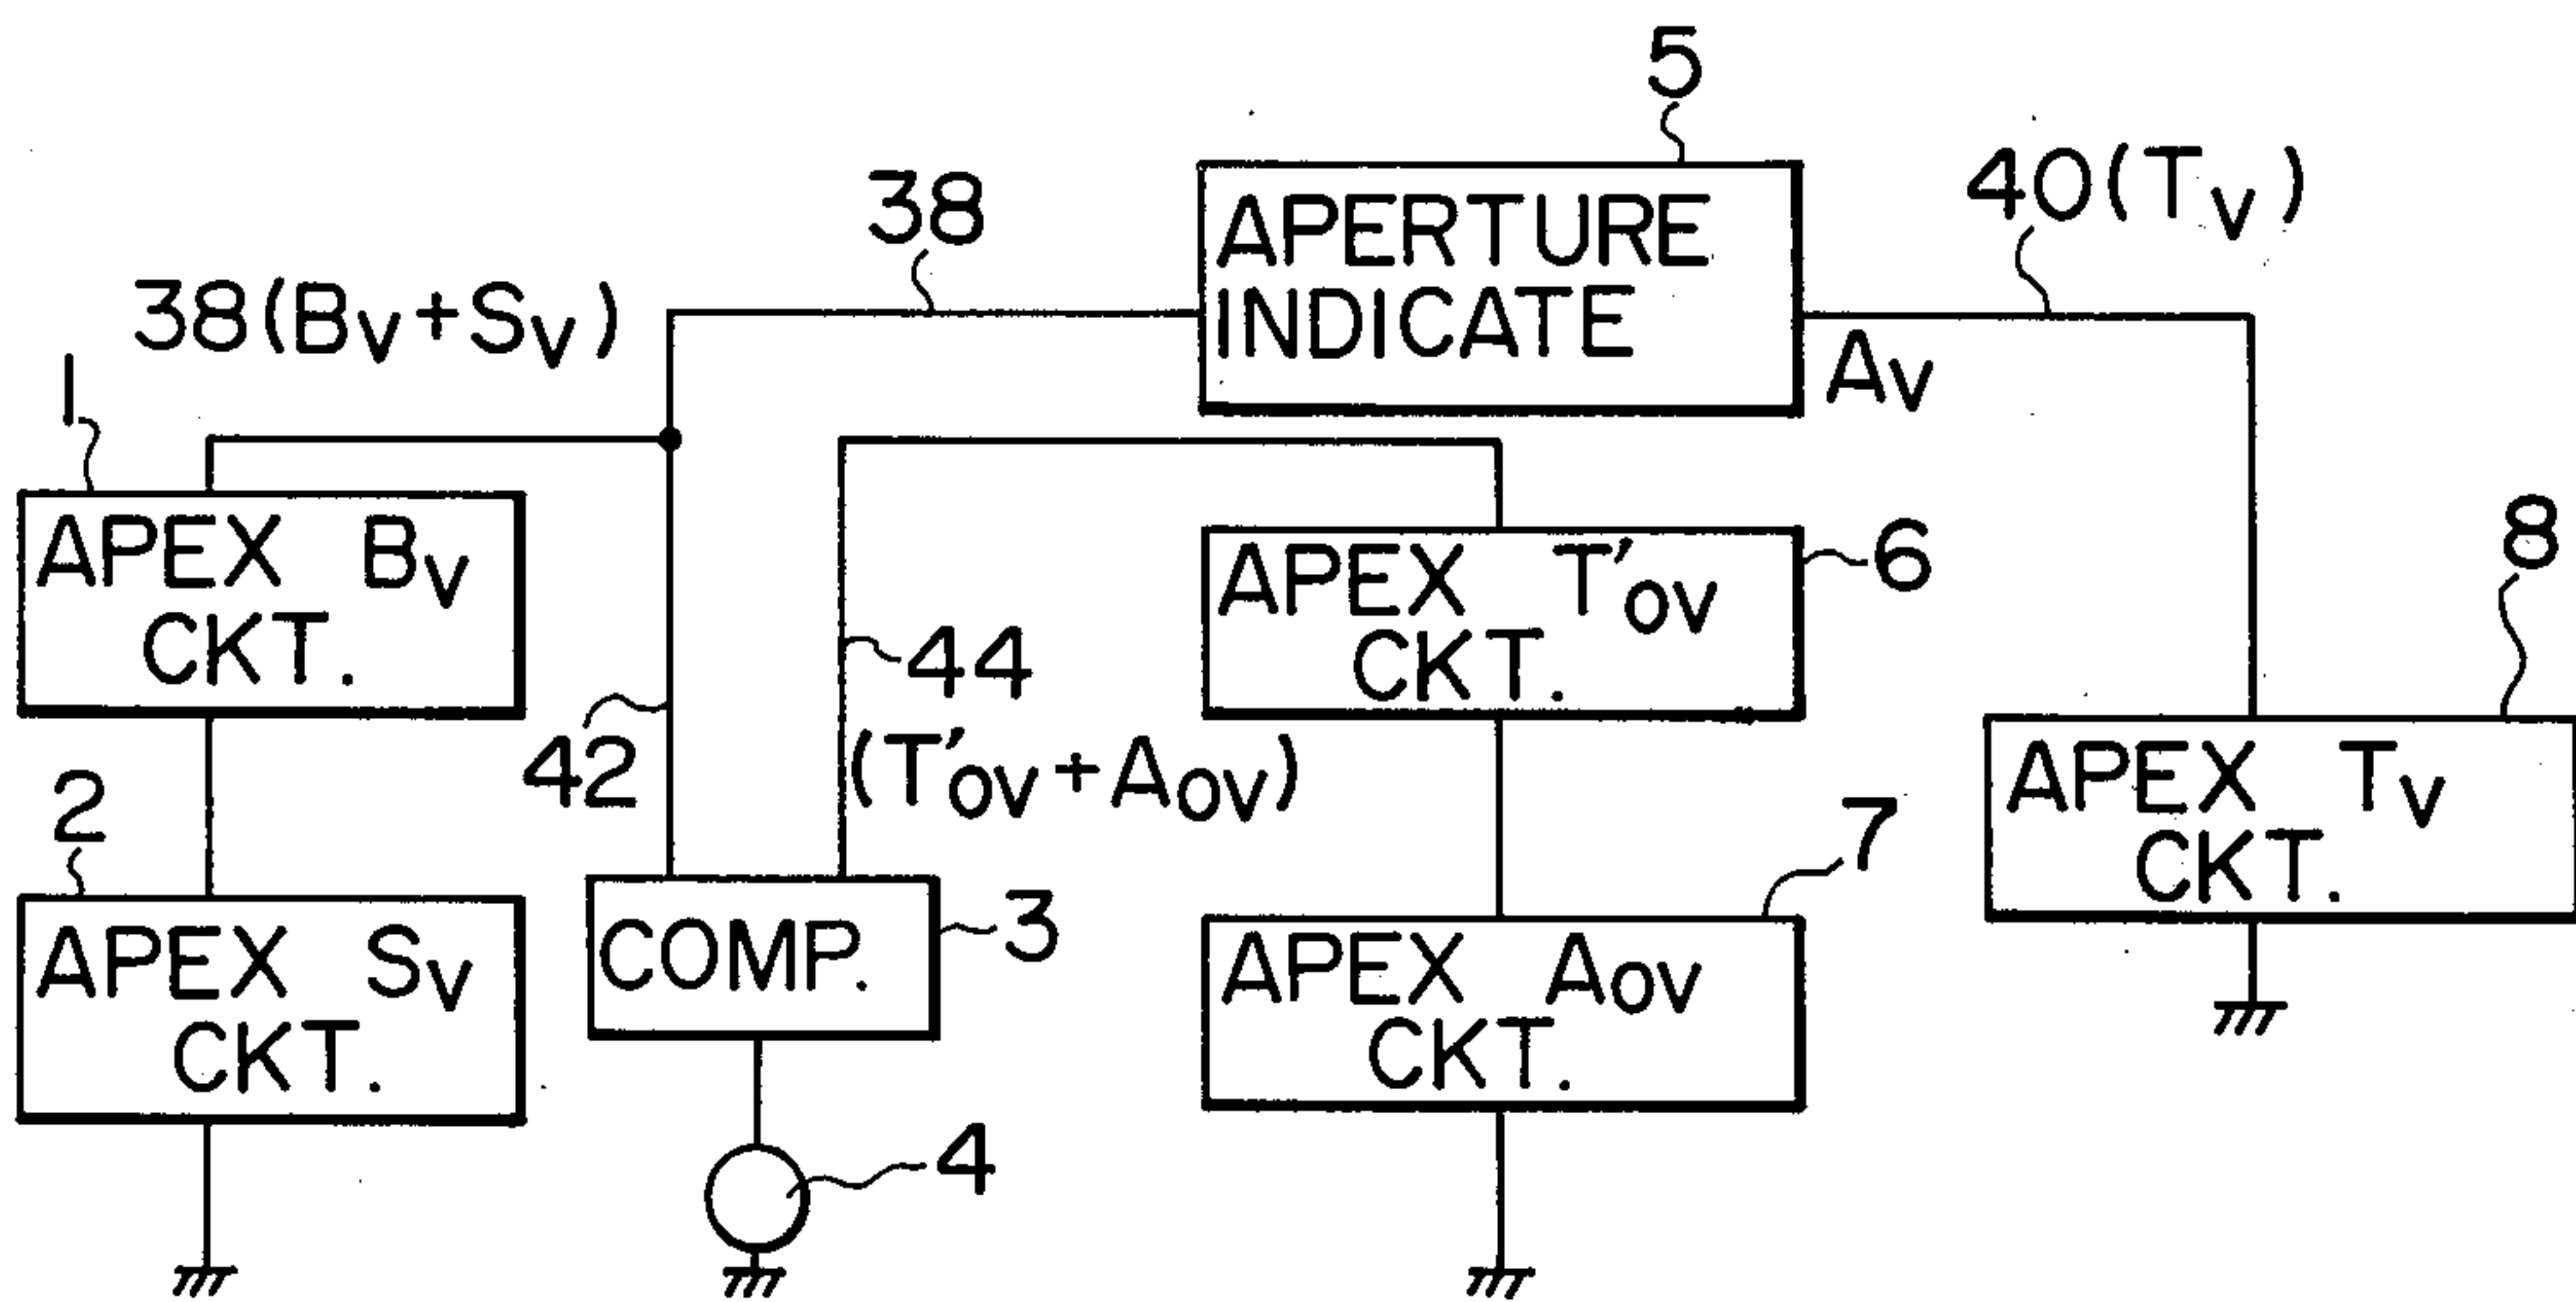 5
38
APERTURE
INDICATE
40(Tv)
Av
38(Bv+Sv)
1
APEX Bv
CKT.
42
44
(T'ov+Aov)
APEX T'ov
CKT.
6
8
2
APEX Sv
CKT.
COMP.
3
4
7
APEX Aov
CKT.
APEX Tv
CKT.